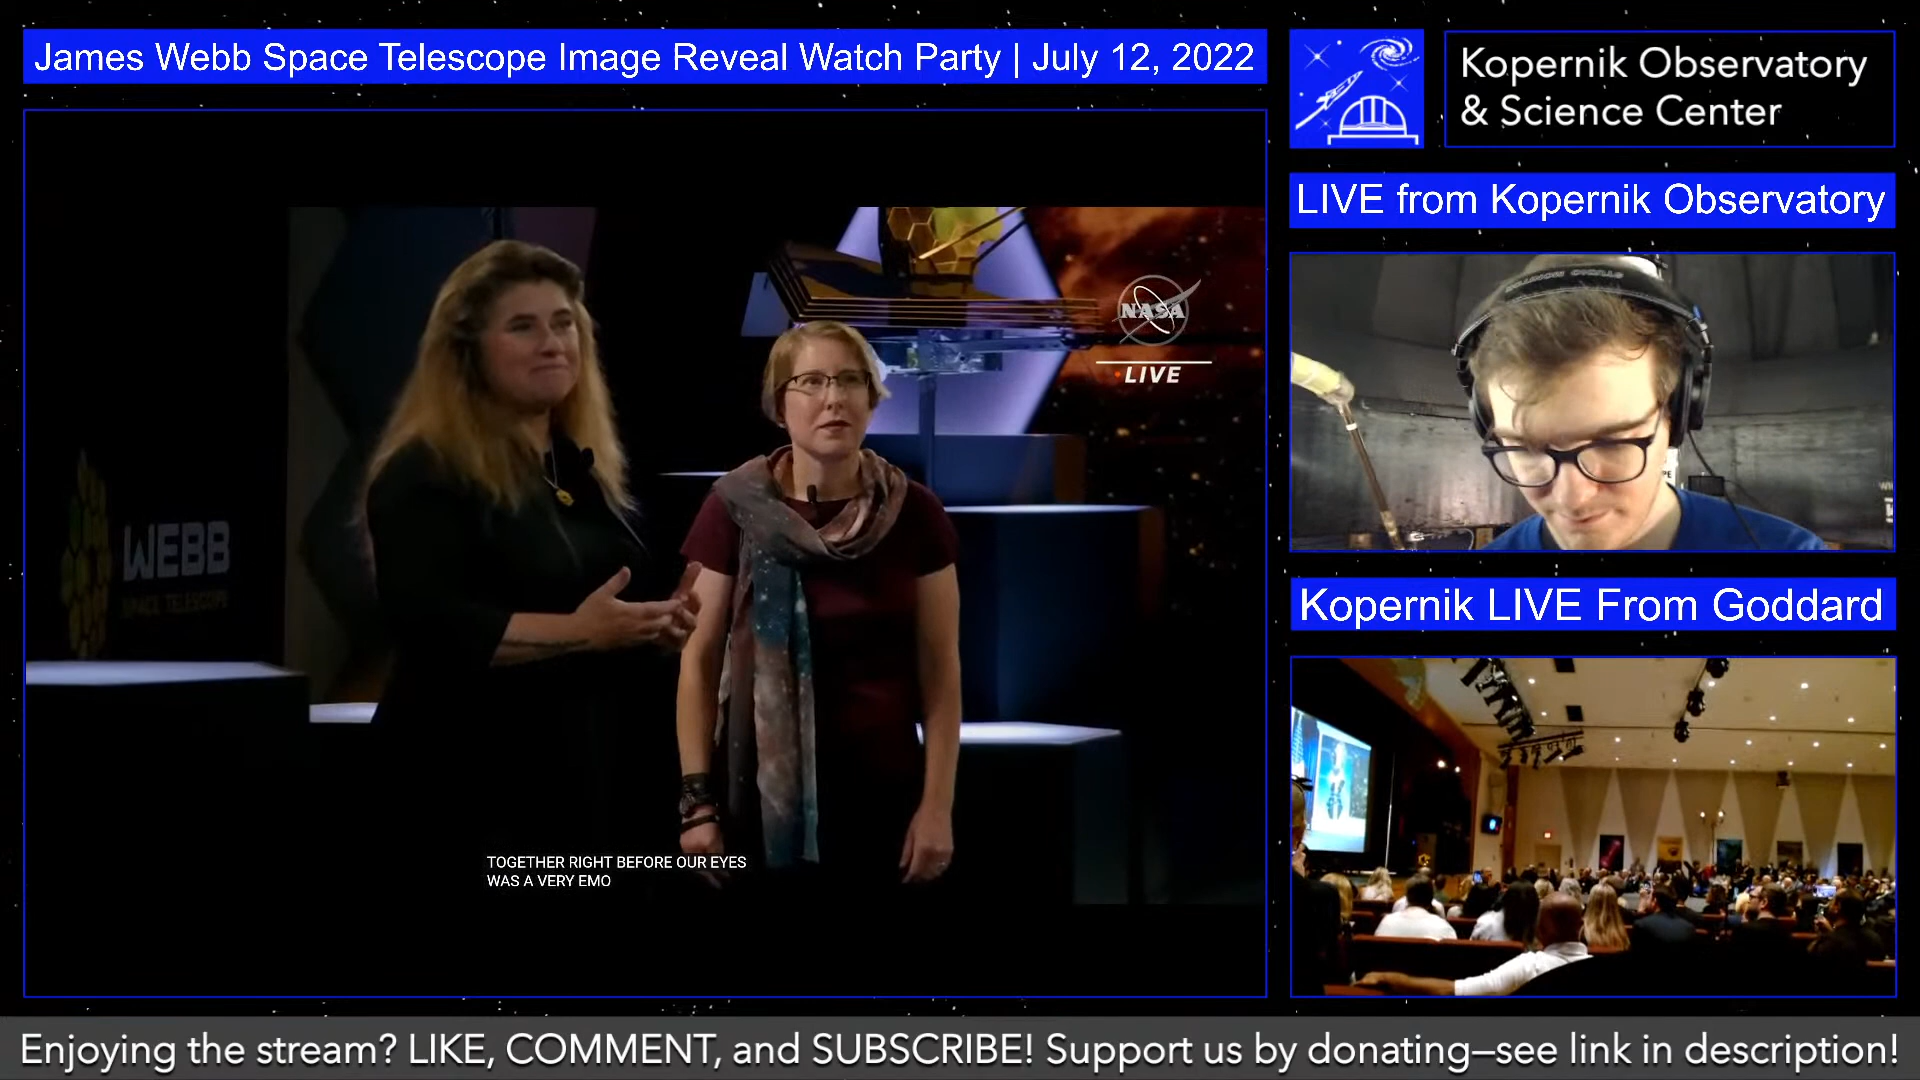 James Webb Space Telescope Image Reveal Watch Party | July 12, 2022
Kopernik Observatory
& Science Center
LIVE from Kopernik Observatory
NASA
LIVE
WEBB
SPACE TELESCOPE
TOGETHER RIGHT BEFORE OUR EYES
WAS A VERY EMO
Kopernik LIVE From Goddard
Enjoying the stream? LIKE, COMMENT, and SUBSCRIBE! Support us by donating–see link in description!